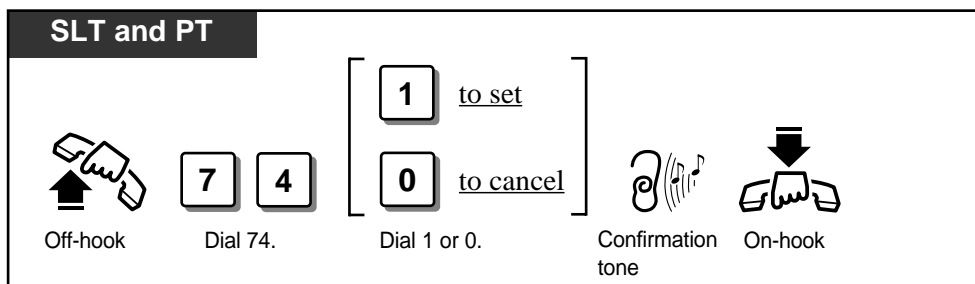 SLT and PT
1 to set
7 4
0 to cancel
Off-hook
Dial 74.
Dial 1 or 0.
Confirmation
tone
On-hook